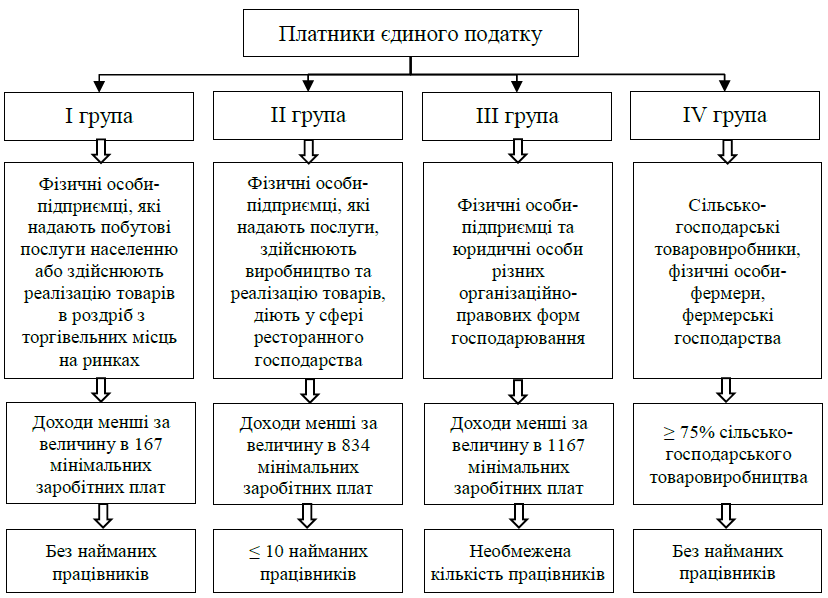 Платники єдиного податку
І група
ІІ група
ІІІ група
IV група
Фізичні особи-
підприємці, які
надають побутові
послуги населенню
або здійснюють
реалізацію товарів
в роздріб з
торгівельних місць
на ринках
Фізичні особи-
підприємці, які
надають послуги,
здійснюють
виробництво та
реалізацію товарів,
діють у сфері
ресторанного
господарства
Фізичні особи-
підприємці та
юридичні особи
різних
організаційно-
правових форм
господарювання
Сільсько-
господарські
товаровиробники,
фізичні особи-
фермери,
фермерські
господарства
Доходи менші за
величину в 167
мінімальних
заробітних плат
Доходи менші за
величину в 834
мінімальних
заробітних плат
Доходи менші за
величину в 1167
мінімальних
заробітних плат
≥ 75% сільсько-
господарського
товаровиробництва
Без найманих
працівників
≤ 10 найманих
працівників
Необмежена
кількість працівників
Без найманих
працівників